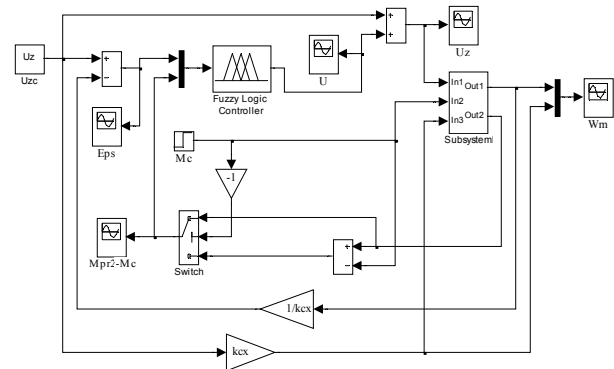 Uz
Uzc
Eps
Fuzzy Logic
Controller
U
Uz
In1
In2
In3
Out1
Out2
Subsystem
Wm
Mc
-1
Mpr2-Mc
Switch
1/kcx
kcx